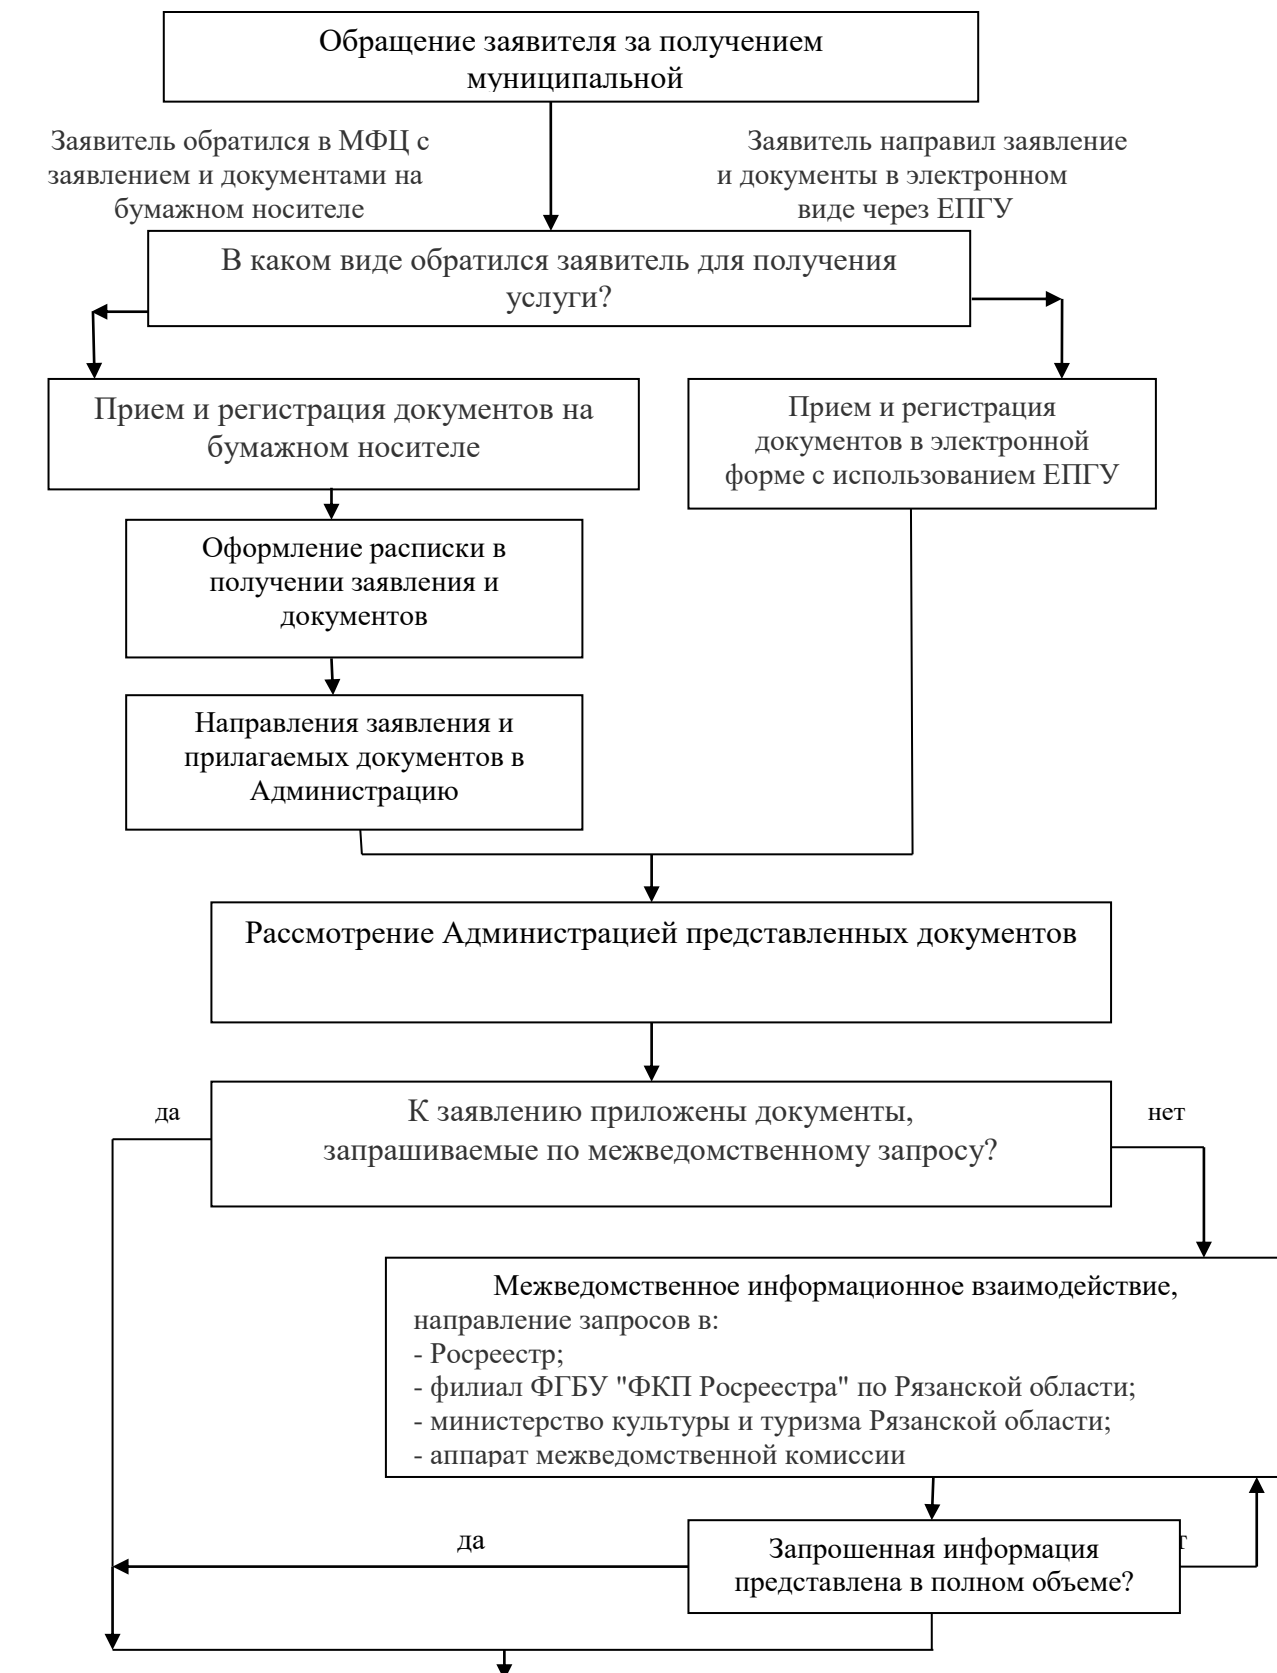 Обращение заявителя за получением
муниципальной
Заявитель обратился в МФЦ с
заявлением и документами на
бумажном носителе
Заявитель направил заявление
и документы в электронном
виде через ЕПГУ
В каком виде обратился заявитель для получения
услуги?
Прием и регистрация документов на
бумажном носителе
Прием и регистрация
документов в электронной
форме с использованием ЕПГУ
Оформление расписки в
получении заявления и
документов
Направления заявления и
прилагаемых документов в
Администрацию
Рассмотрение Администрацией представленных документов
да
К заявлению приложены документы,
запрашиваемые по межведомственному запросу?
нет
Межведомственное информационное взаимодействие,
направление запросов в:
- Росреестр;
- филиал ФГБУ "ФКП Росреестра" по Рязанской области;
- министерство культуры и туризма Рязанской области;
- аппарат межведомственной комиссии
да
Запрошенная информация
представлена в полном объеме?